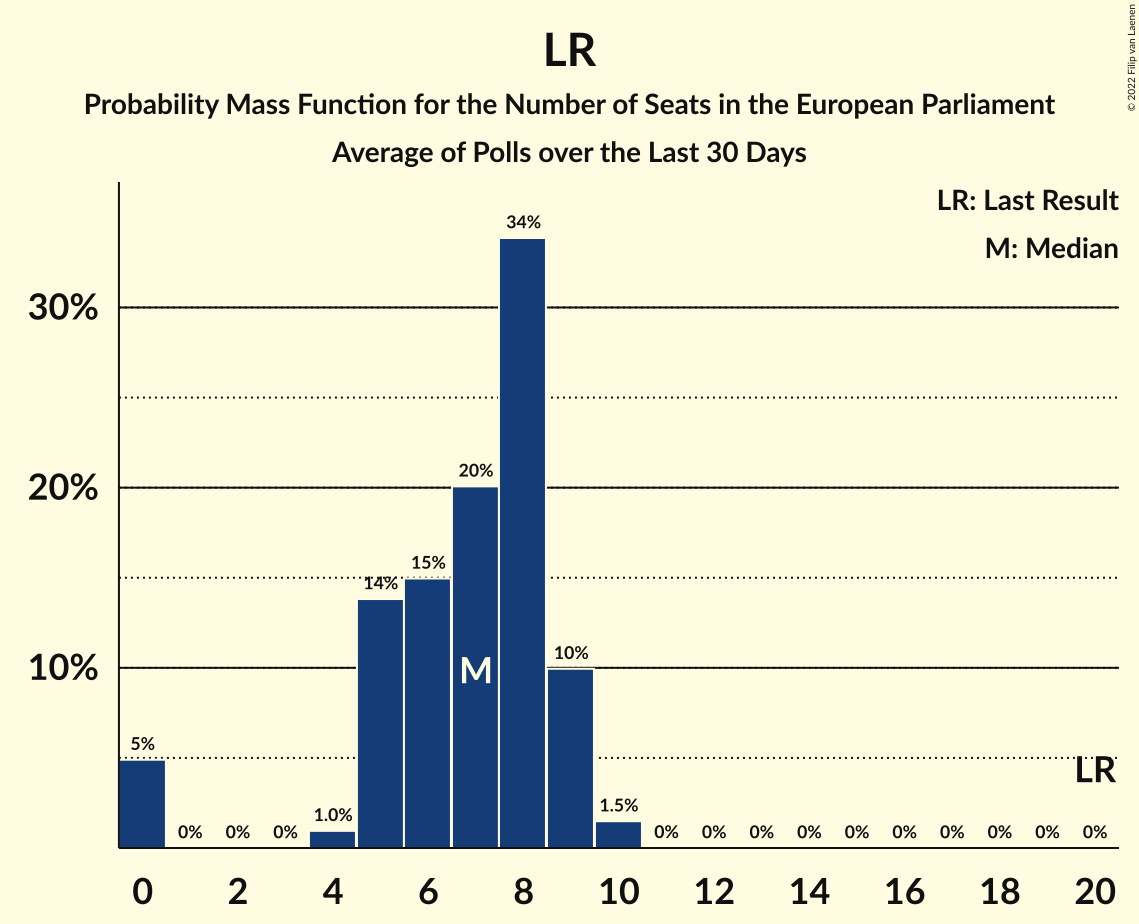 LR
Probability Mass Function for the Number of Seats in the European Parliament
Average of Polls over the Last 30 Days
© 2022 Filip van Laenen
LR: Last Result
M: Median
34%
30%
20%
20%
15%
14%
10%
10%
M
5%
LR
1.5%
1.0%
0% 0% 0% 0% 0% 0% 0% 0% 0% 0% 0% 0% 0%
0 2 4 6 8 10 12 14 16 18 20